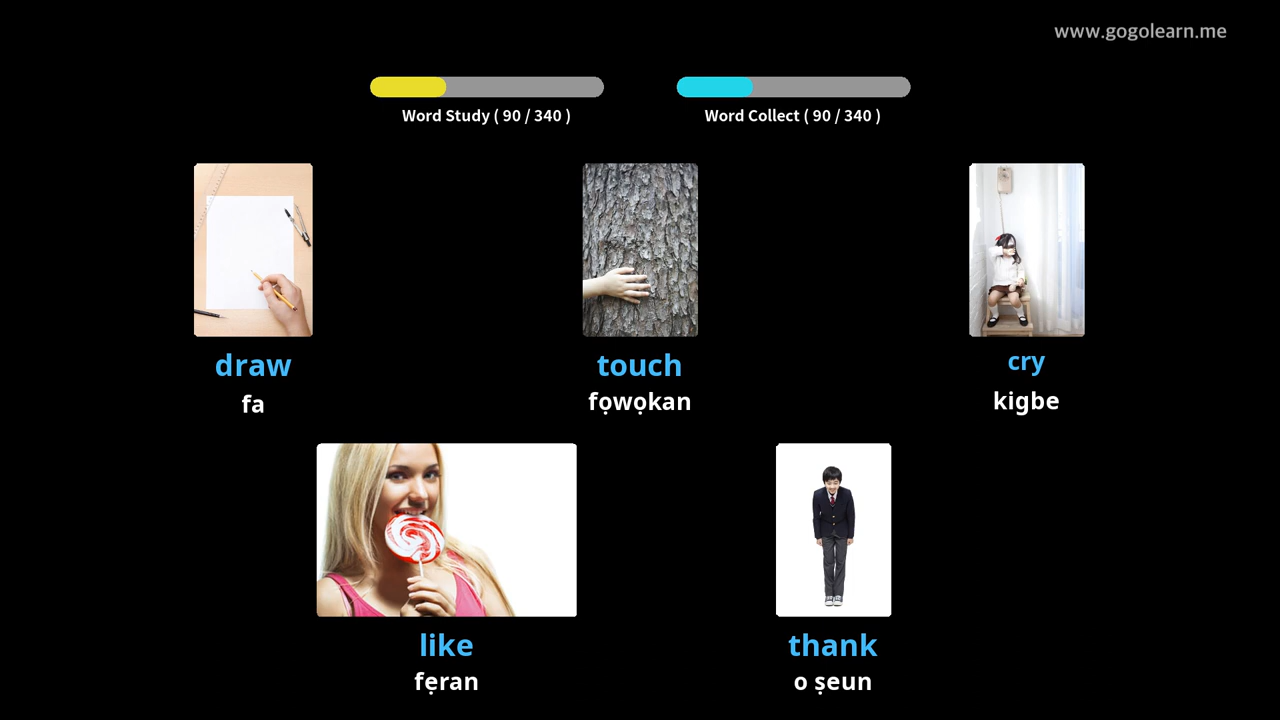 www.gogolearn.me
Word Study ( 90 / 340 )
Word Collect ( 90 / 340 )
draw
fa
touch
fọwọkan
cry
kigbe
like
fẹran
thank
o ṣeun